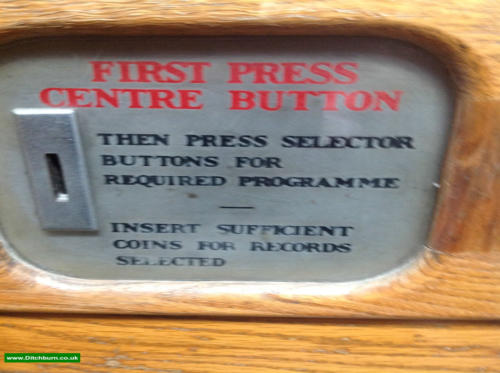 FIRST PRESS
CENTRE BUTTON
THEN PRESS SELECTOR
BUTTONS FOR
REQUIRED PROGRAMME
—
INSERT SUFFICIENT
COINS FOR RECORDS
SELECTED
www.Ditchburn.co.uk